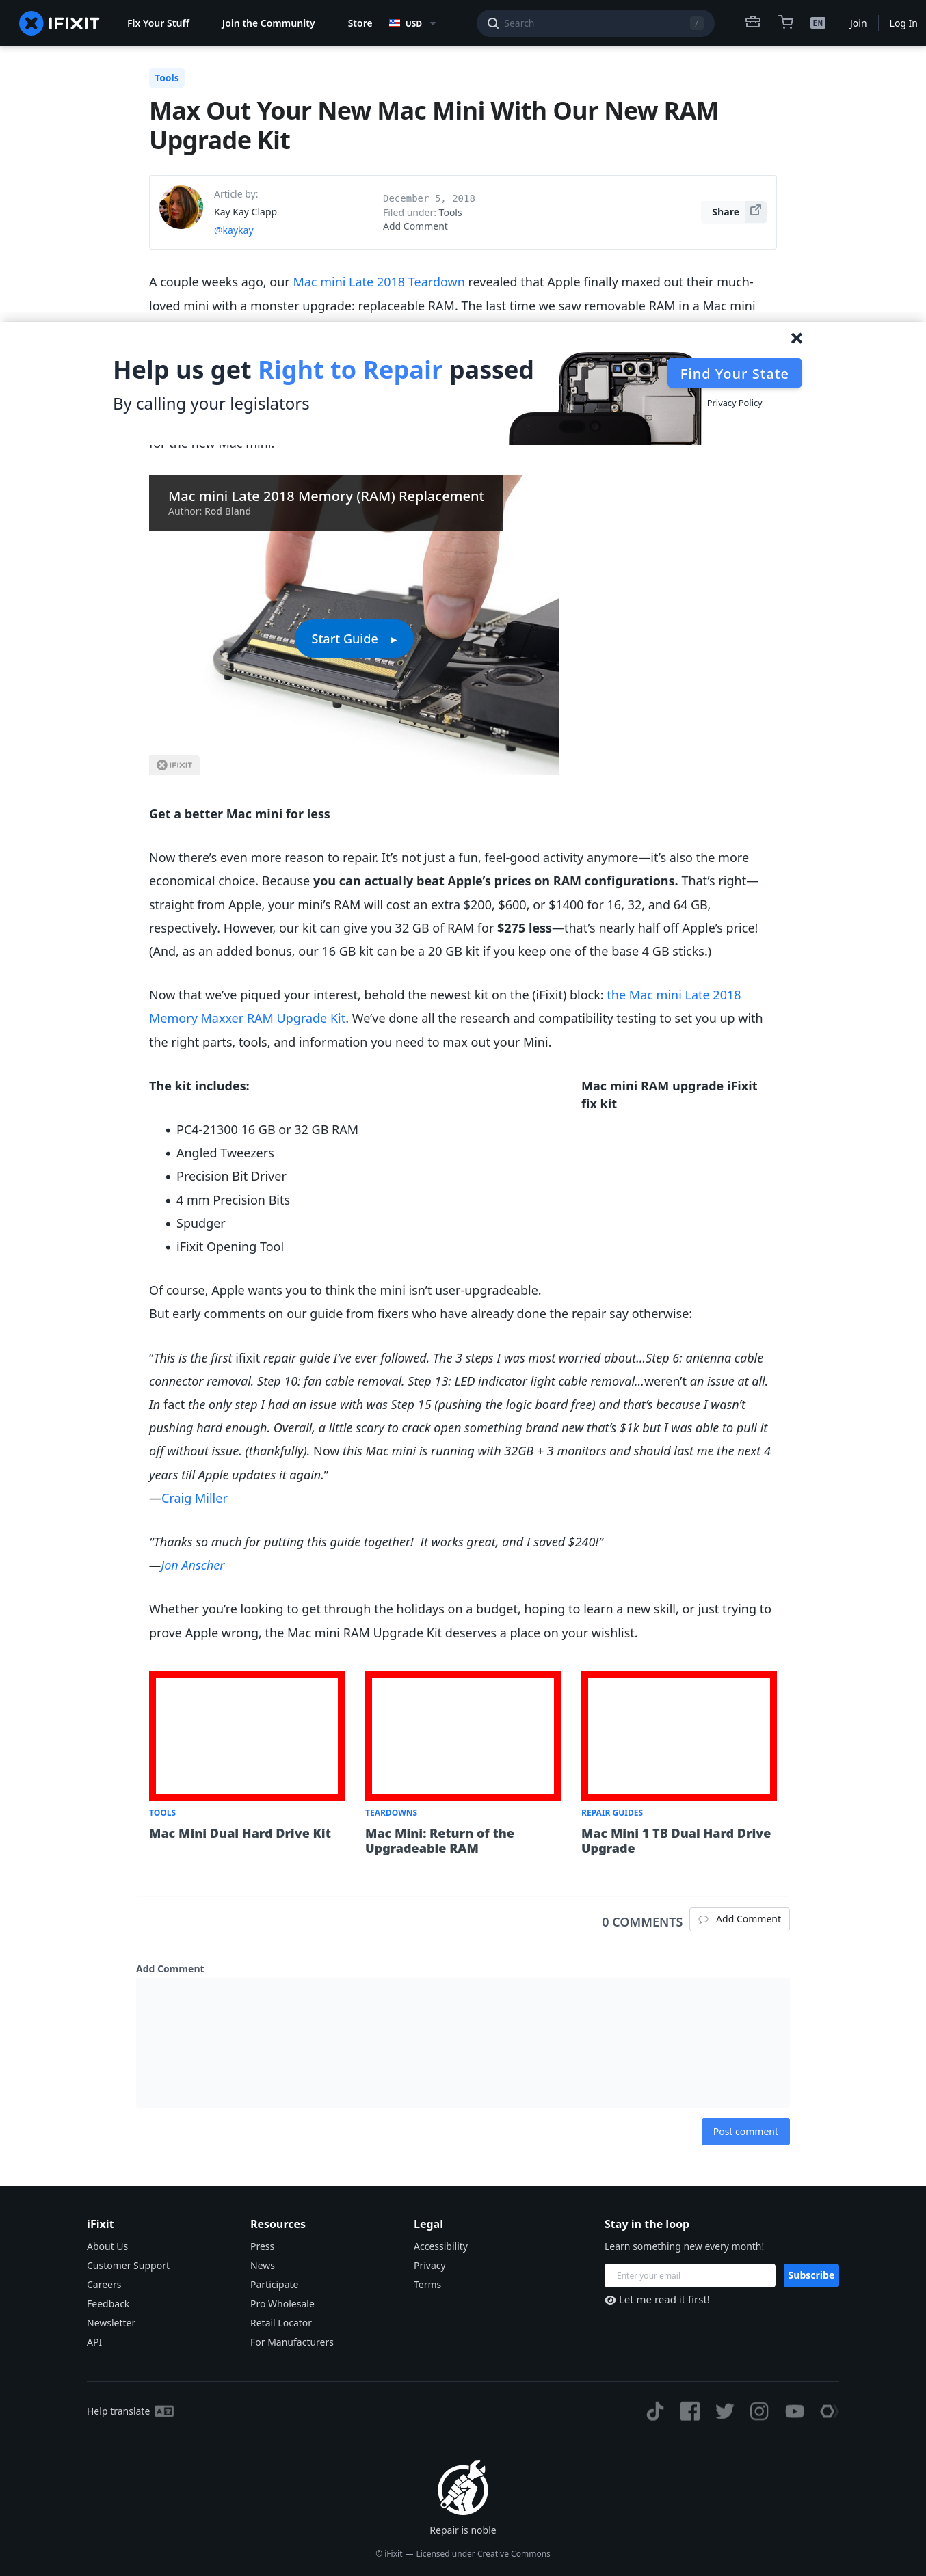 IFIXIT
Fix Your Stuff
Join the Community
Store
USD
Search
/
EN
Join
Log In
Tools
Max Out Your New Mac Mini With Our New RAM
Upgrade Kit
Article by:
Kay Kay Clapp
@kaykay
December 5, 2018
Filed under: Tools
Add Comment
Share
A couple weeks ago, our Mac mini Late 2018 Teardown revealed that Apple finally maxed out their much-
loved mini with a monster upgrade: replaceable RAM. The last time we saw removable RAM in a Mac mini
Help us get Right to Repair passed
By calling your legislators
Find Your State
Privacy Policy
for the new Mac mini.
Mac mini Late 2018 Memory (RAM) Replacement
Author: Rod Bland
Start Guide
IFIXIT
Get a better Mac mini for less
Now there’s even more reason to repair. It’s not just a fun, feel-good activity anymore—it’s also the more
economical choice. Because you can actually beat Apple’s prices on RAM configurations. That’s right—
straight from Apple, your mini’s RAM will cost an extra $200, $600, or $1400 for 16, 32, and 64 GB,
respectively. However, our kit can give you 32 GB of RAM for $275 less—that’s nearly half off Apple’s price!
(And, as an added bonus, our 16 GB kit can be a 20 GB kit if you keep one of the base 4 GB sticks.)
Now that we’ve piqued your interest, behold the newest kit on the (iFixit) block: the Mac mini Late 2018
Memory Maxxer RAM Upgrade Kit. We’ve done all the research and compatibility testing to set you up with
the right parts, tools, and information you need to max out your Mini.
The kit includes:
PC4-21300 16 GB or 32 GB RAM
Angled Tweezers
Precision Bit Driver
4 mm Precision Bits
Spudger
iFixit Opening Tool
Mac mini RAM upgrade iFixit
fix kit
Of course, Apple wants you to think the mini isn’t user-upgradeable.
But early comments on our guide from fixers who have already done the repair say otherwise:
“This is the first ifixit repair guide I’ve ever followed. The 3 steps I was most worried about…Step 6: antenna cable
connector removal. Step 10: fan cable removal. Step 13: LED indicator light cable removal…weren’t an issue at all.
In fact the only step I had an issue with was Step 15 (pushing the logic board free) and that’s because I wasn’t
pushing hard enough. Overall, a little scary to crack open something brand new that’s $1k but I was able to pull it
off without issue. (thankfully). Now this Mac mini is running with 32GB + 3 monitors and should last me the next 4
years till Apple updates it again.”
—Craig Miller
“Thanks so much for putting this guide together!  It works great, and I saved $240!”
—Jon Anscher
Whether you’re looking to get through the holidays on a budget, hoping to learn a new skill, or just trying to
prove Apple wrong, the Mac mini RAM Upgrade Kit deserves a place on your wishlist.
TOOLS
Mac Mini Dual Hard Drive Kit
TEARDOWNS
Mac Mini: Return of the
Upgradeable RAM
REPAIR GUIDES
Mac Mini 1 TB Dual Hard Drive
Upgrade
0 COMMENTS
Add Comment
Add Comment
Post comment
iFixit
About Us
Customer Support
Careers
Feedback
Newsletter
API
Resources
Press
News
Participate
Pro Wholesale
Retail Locator
For Manufacturers
Legal
Accessibility
Privacy
Terms
Stay in the loop
Learn something new every month!
Enter your email
Subscribe
Let me read it first!
Help translate
Repair is noble
© iFixit — Licensed under Creative Commons